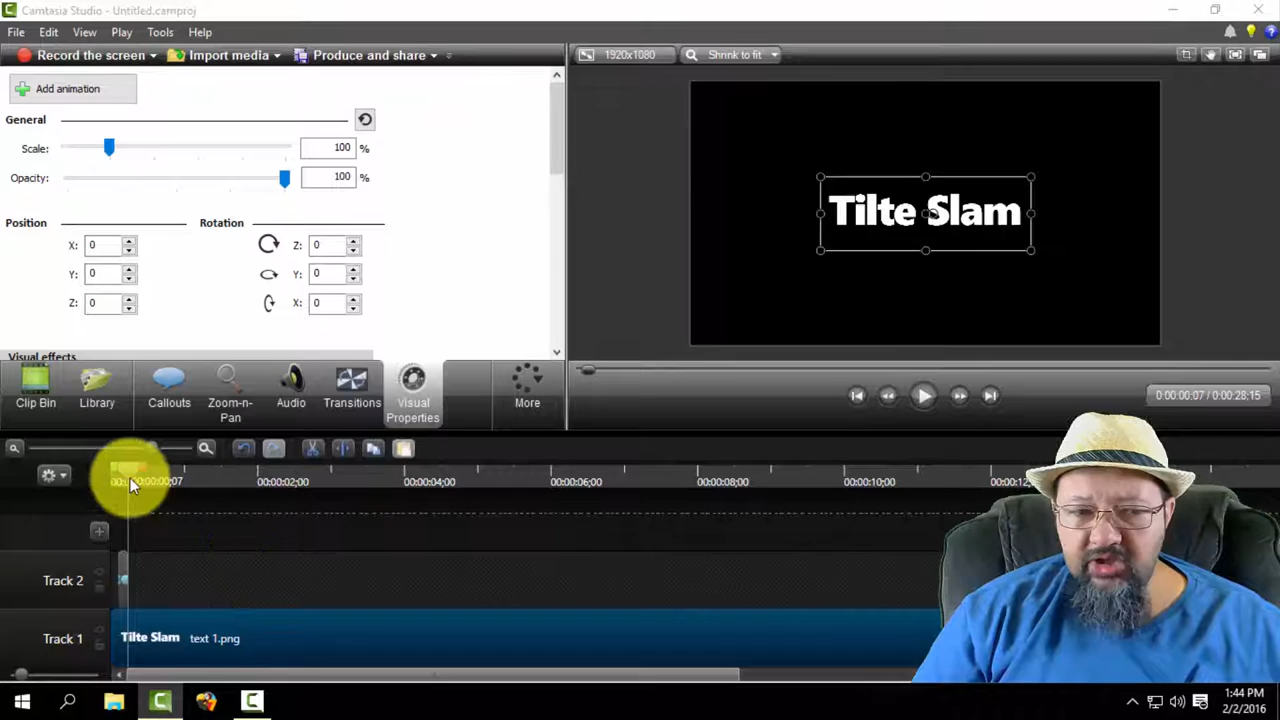 Camtasia Studio - Untitled.camproj
File Edit View Play Tools Help
Record the screen Import media Produce and share
1920x1080 Shrink to fit
Add animation
General
Scale: 100 %
Opacity: 100 %
Position Rotation
X: 0 Z: 0
Y: 0 Y: 0
Z: 0 X: 0
Visual effects
Tilte Slam
Clip Bin Library Callouts Zoom-n-Pan Audio Transitions Visual Properties More
0:00:00:07 / 0:00:28:15
00:00:02;00 00:00:04;00 00:00:06;00 00:00:08;00 00:00:10;00
Track 2
Track 1 Tilte Slam text 1.png
1:44 PM
2/2/2016